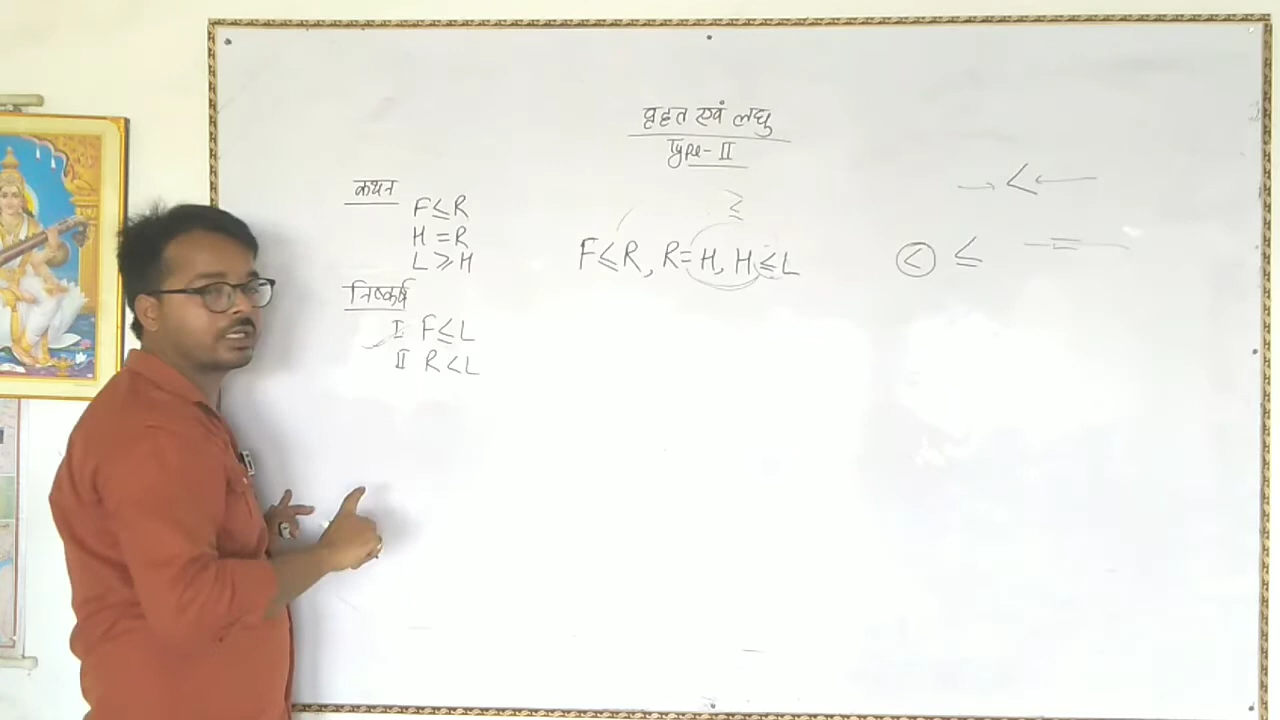 वृहत एवं लघु
Type-II
कथन
F≤R
H=R
L⩾H
निष्कर्ष
I F≤L
II R<L
≥
F≤R, R=H, H≤L
<
< ≤ =